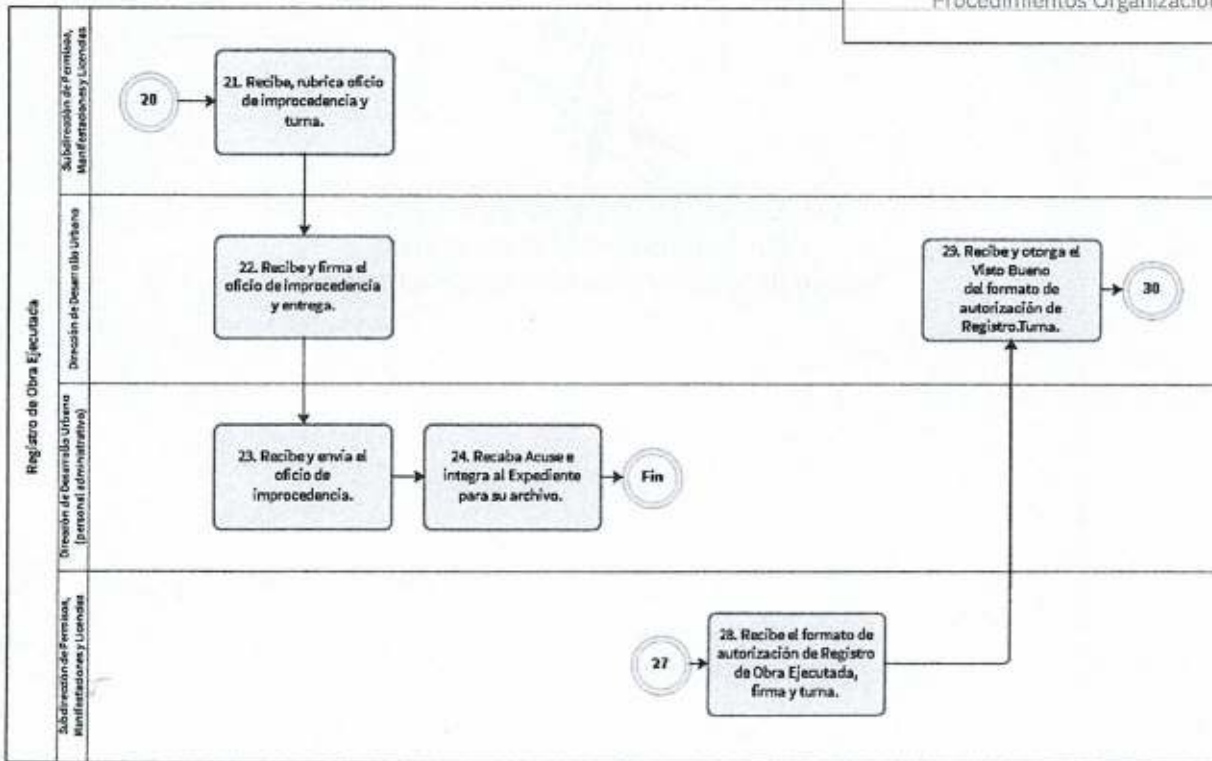 Procedimientos Organizacion
Registro de Obra Ejecutada
Subdirección de Permisos,
Manifestaciones y Licencias
20
21. Recibe, rubrica oficio
de improcedencia y
turna.
Dirección de Desarrollo Urbano
22. Recibe y firma el
oficio de improcedencia
y entrega.
29. Recibe y otorga el
Visto Bueno
del formato de
autorización de
Registro.Turna.
30
Dirección de Desarrollo Urbano
(personal administrativo)
23. Recibe y envía el
oficio de
improcedencia.
24. Recaba Acuse e
integra al Expediente
para su archivo.
Fin
Subdirección de Permisos,
Manifestaciones y Licencias
27
28. Recibe el formato de
autorización de Registro
de Obra Ejecutada,
firma y turna.